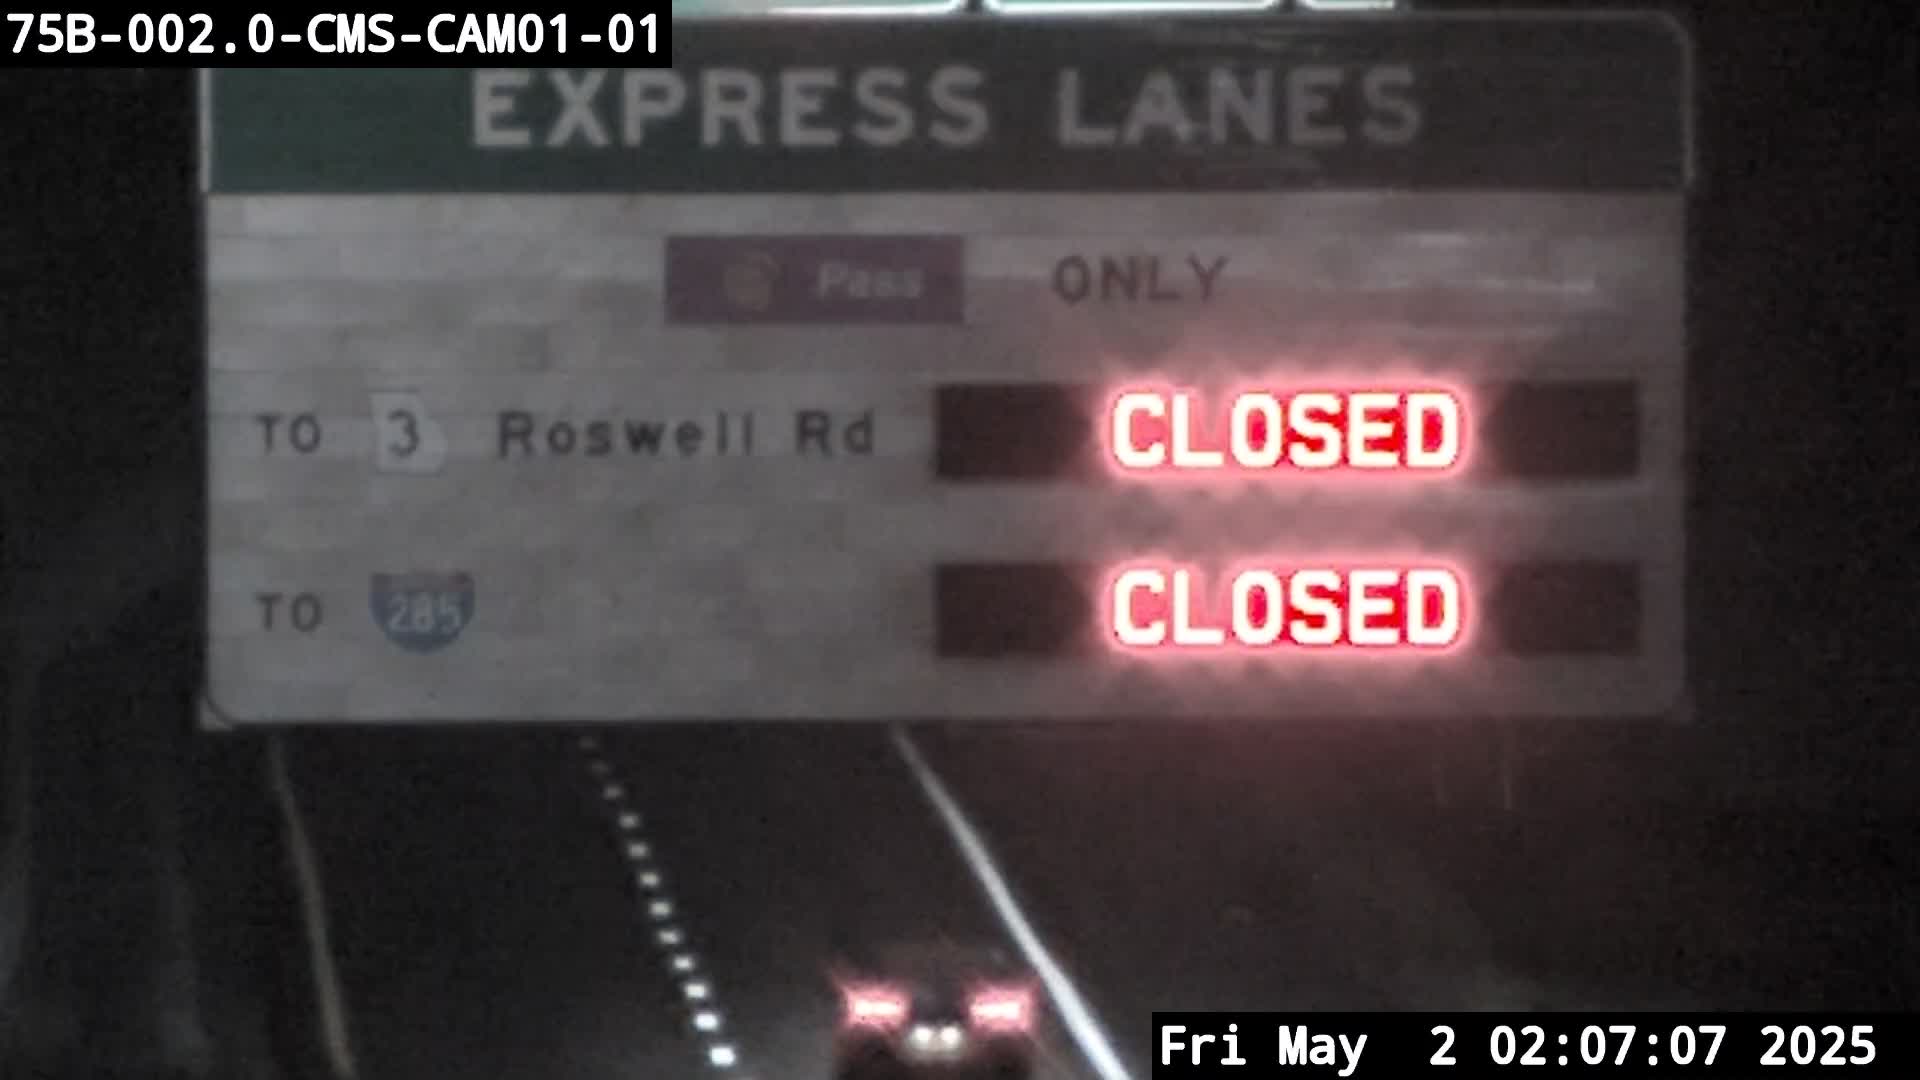 75B-002.0-CMS-CAM01-01
EXPRESS LANES
Pass ONLY
TO 3 Roswell Rd CLOSED
TO 285 CLOSED
Fri May 2 02:07:07 2025